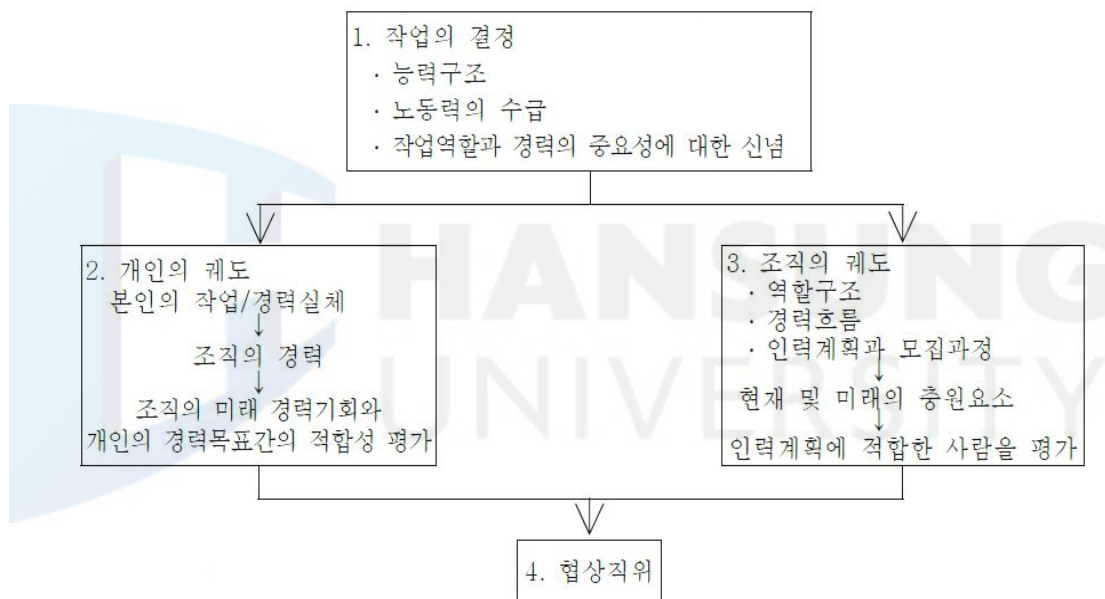 1. 작업의 결정
· 능력구조
· 노동력의 수급
· 작업역할과 경력의 중요성에 대한 신념
2. 개인의 궤도
본인의 작업/경력실체
↓
조직의 경력
↓
조직의 미래 경력기회와
개인의 경력목표간의 적합성 평가
3. 조직의 궤도
· 역할구조
· 경력흐름
· 인력계획과 모집과정
↓
현재 및 미래의 충원요소
↓
인력계획에 적합한 사람을 평가
4. 협상직위
HANSUNG
UNIVERSITY